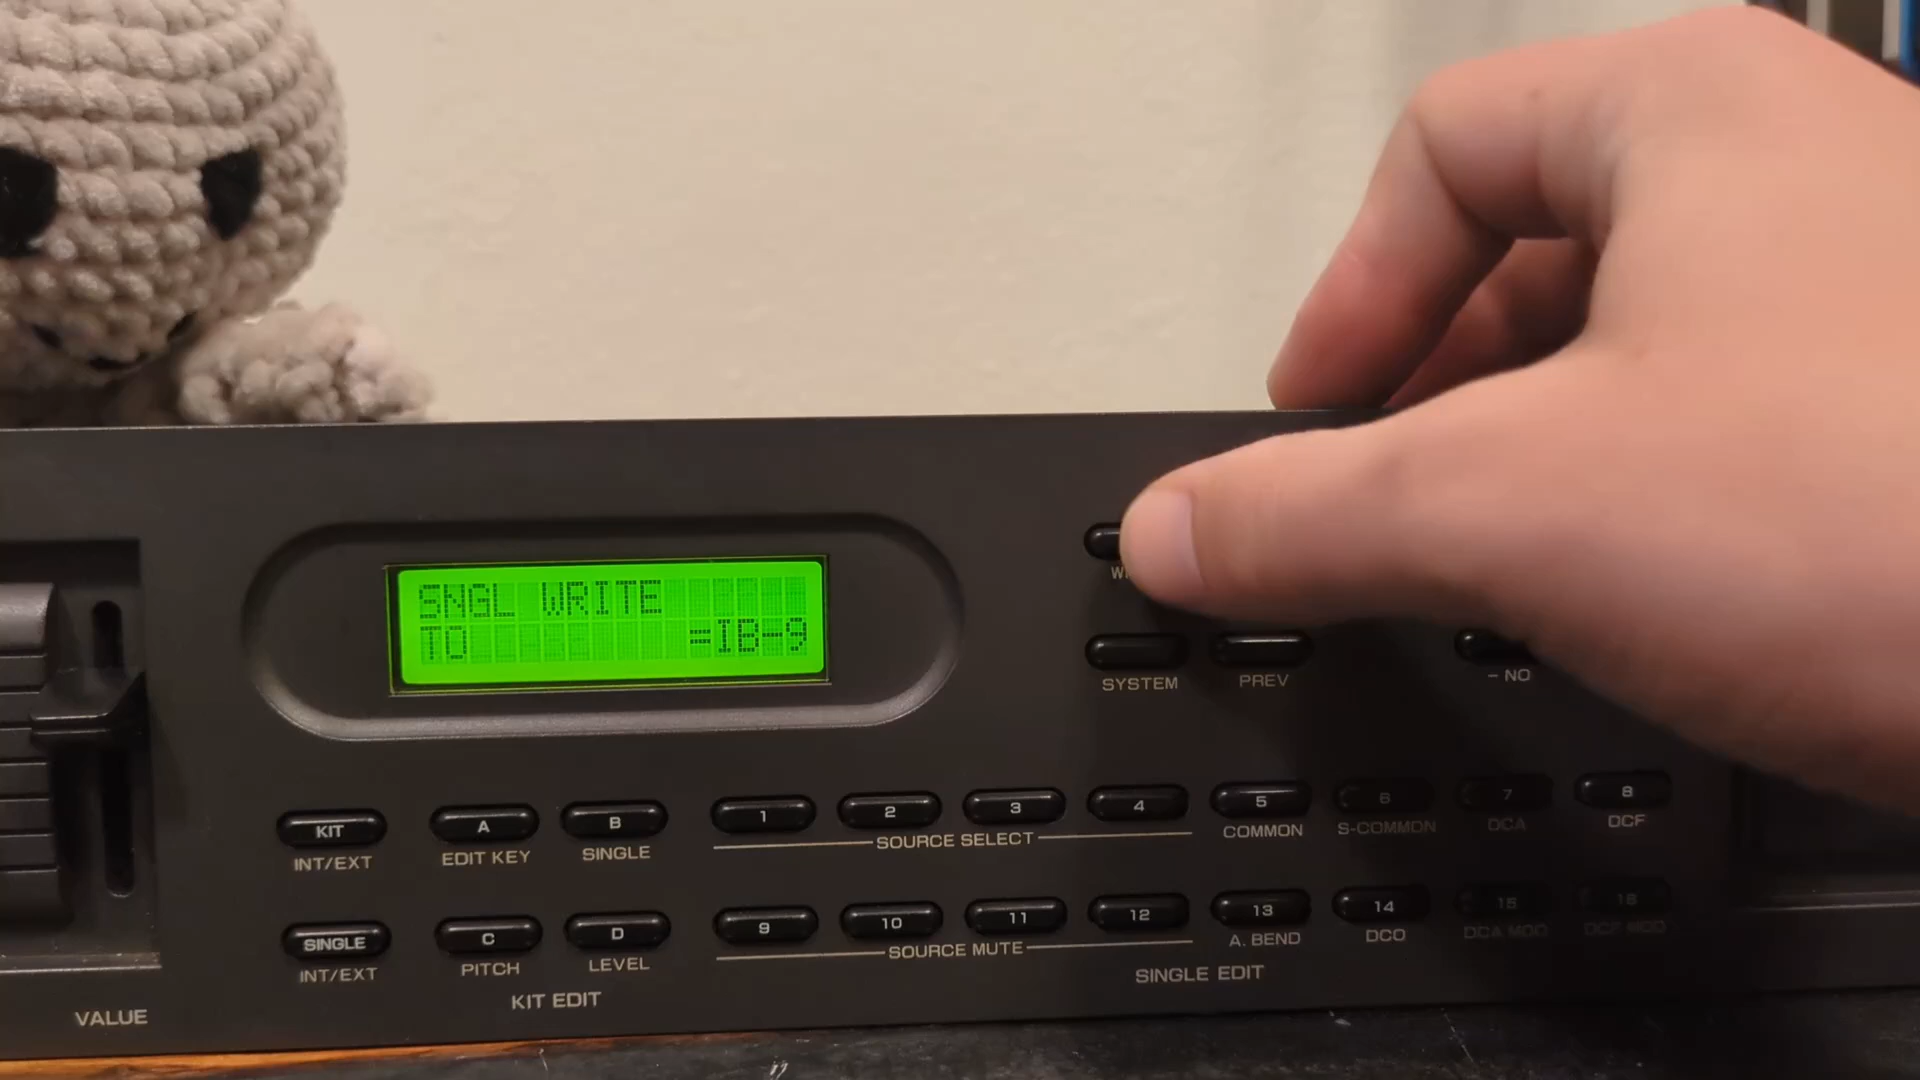 SNGL WRITE
TO =IB-9
SYSTEM PREV - NO
KIT A B 1 2 3 4 5 6 7 8
INT/EXT EDIT KEY SINGLE SOURCE SELECT COMMON S-COMMON DCA DCF
SINGLE C D 9 10 11 12 13 14 15 16
INT/EXT PITCH LEVEL SOURCE MUTE A. BEND DCO DCA MOD DCF MOD
KIT EDIT SINGLE EDIT
VALUE